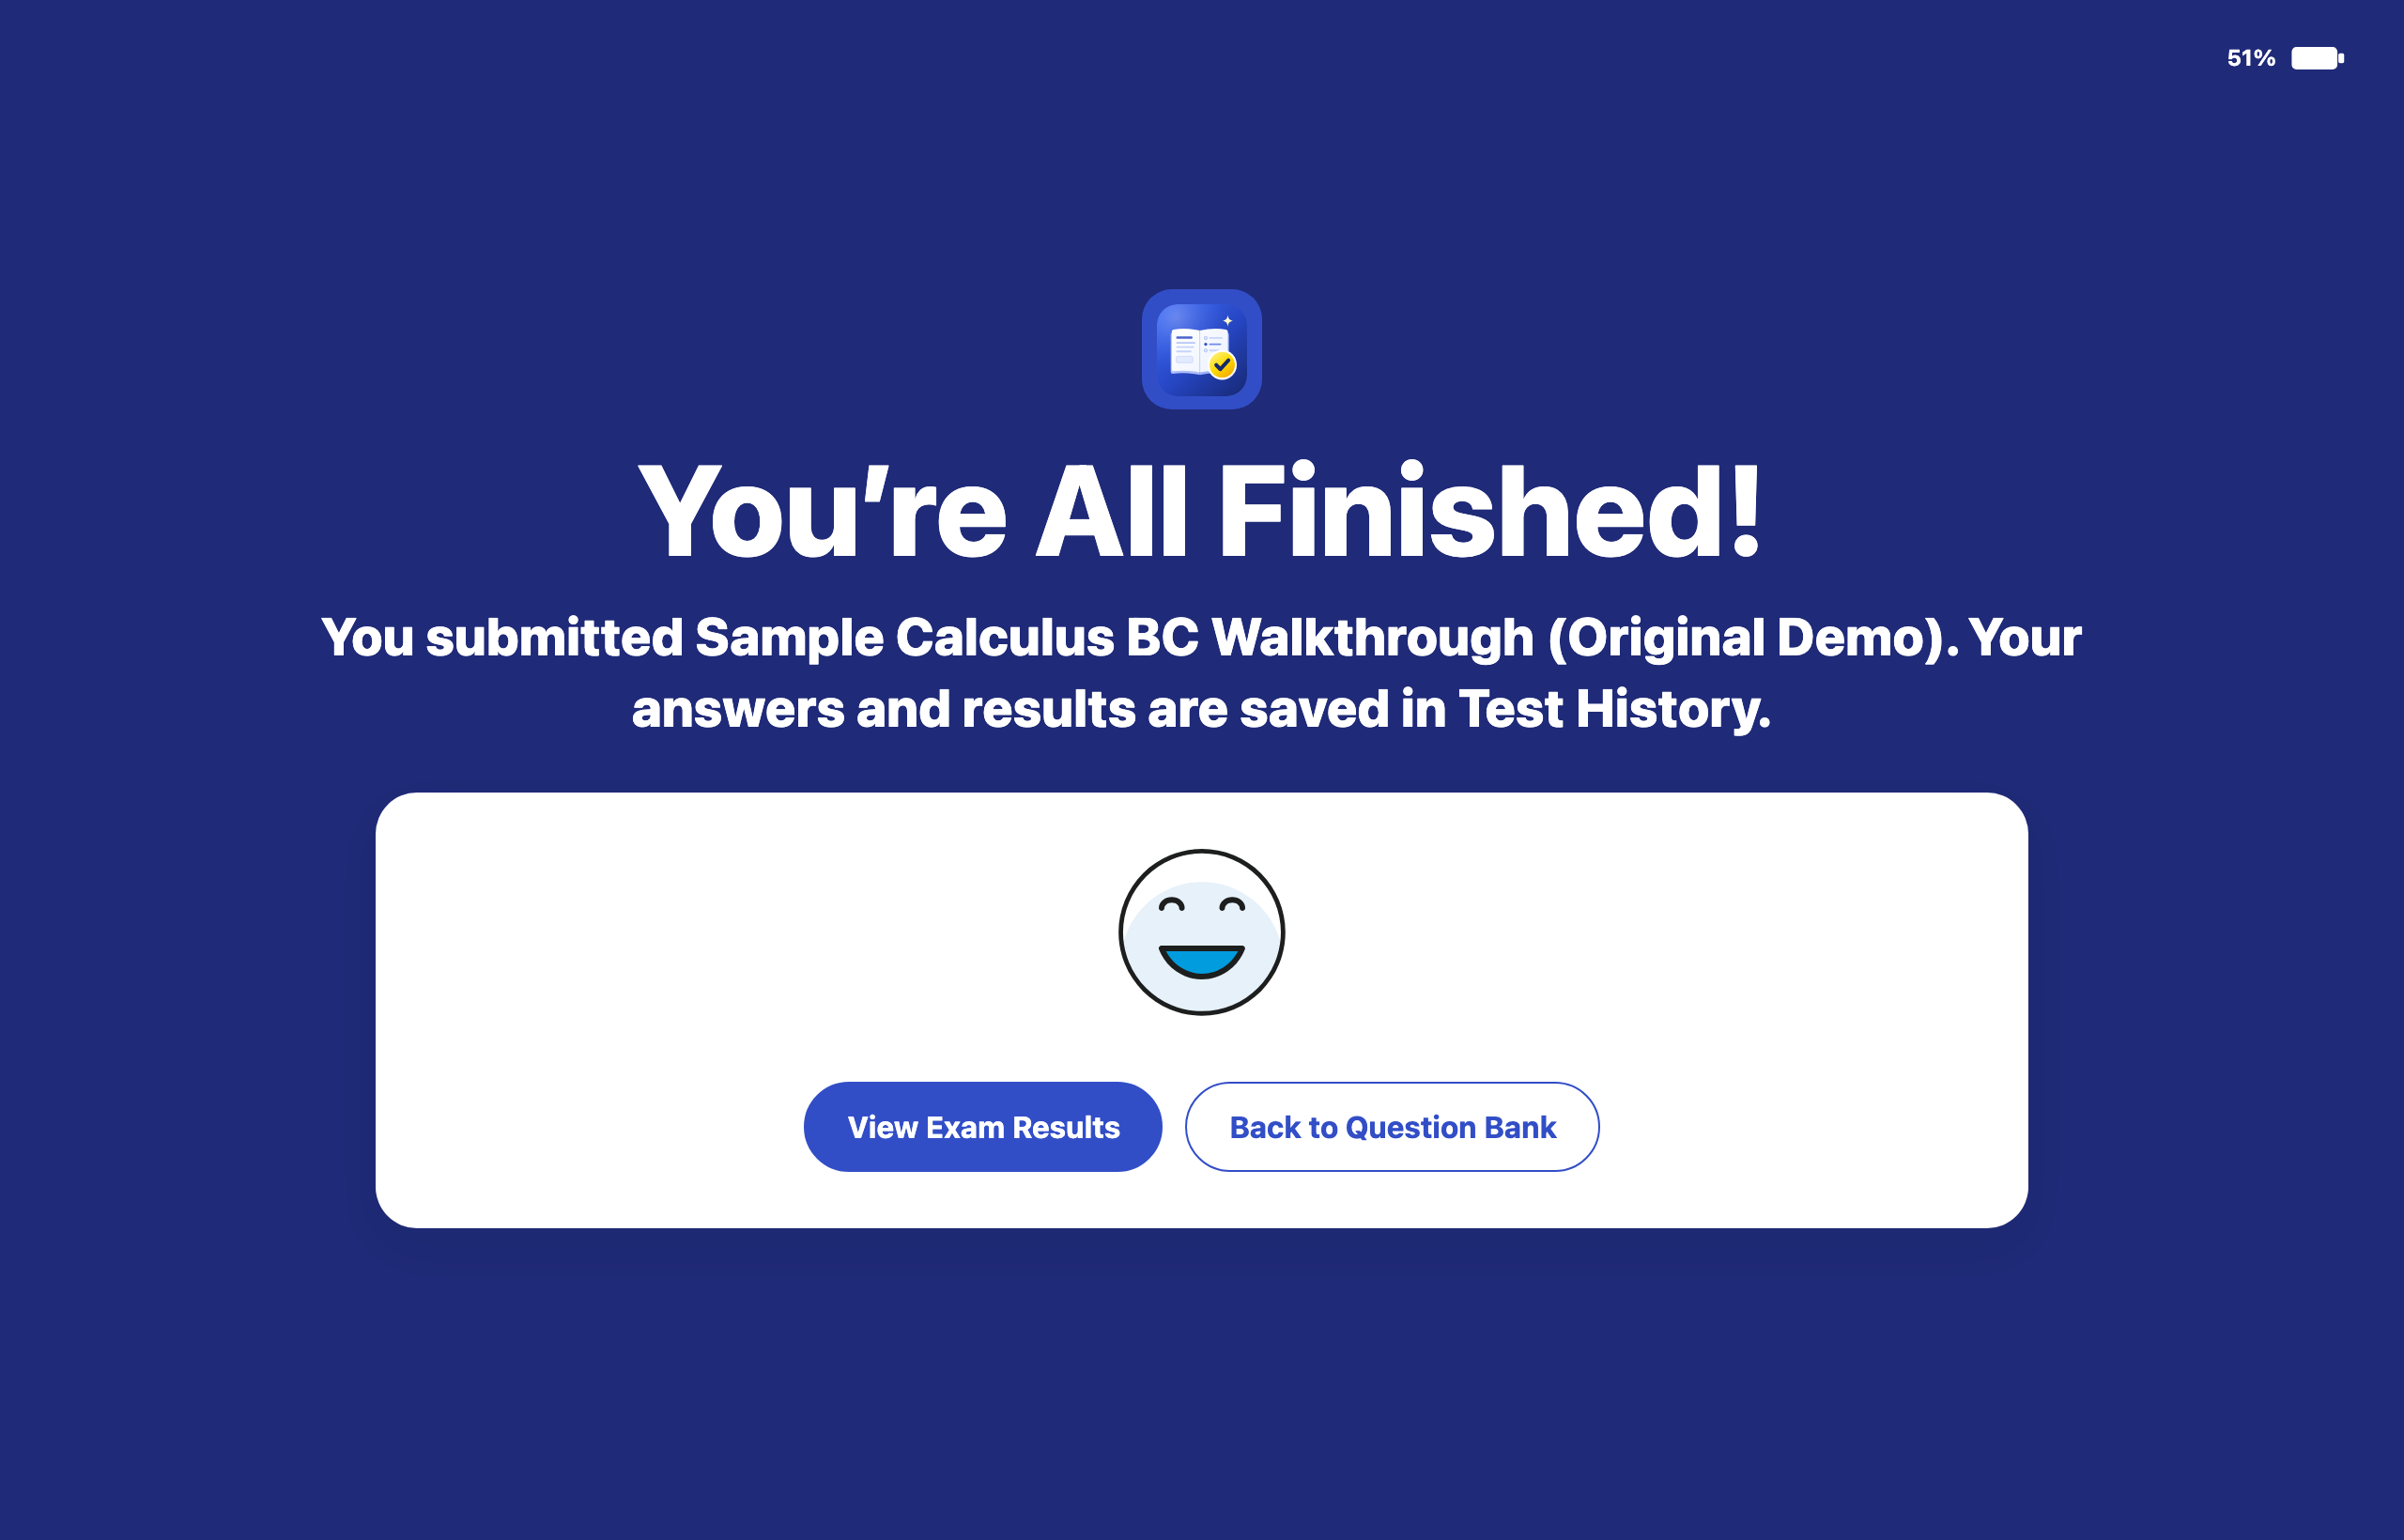 51%
You’re All Finished!
You submitted Sample Calculus BC Walkthrough (Original Demo). Your
answers and results are saved in Test History.
View Exam Results
Back to Question Bank